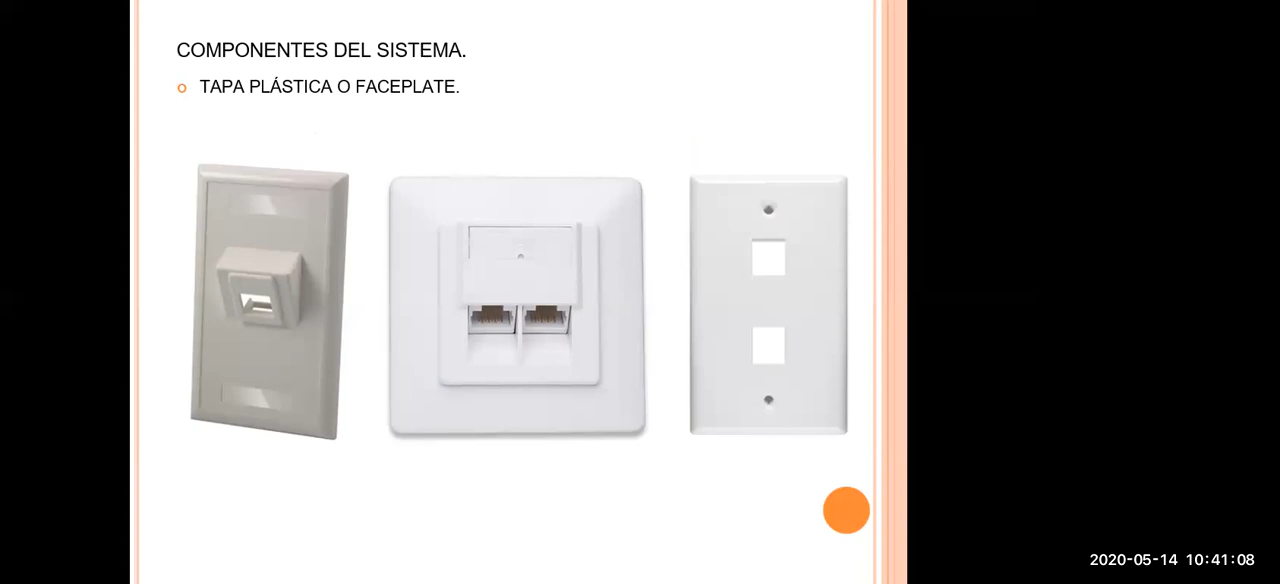 COMPONENTES DEL SISTEMA.
TAPA PLÁSTICA O FACEPLATE.
2020-05-14 10:41:08